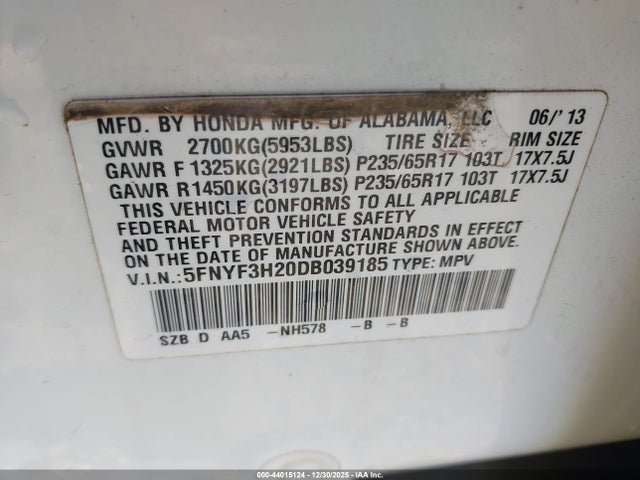 MFD. BY HONDA MFG. OF ALABAMA, LLC 06/'13
GVWR 2700KG(5953LBS) TIRE SIZE RIM SIZE
GAWR F 1325KG(2921LBS) P235/65R17 103T 17X7.5J
GAWR R1450KG(3197LBS) P235/65R17 103T 17X7.5J
THIS VEHICLE CONFORMS TO ALL APPLICABLE
FEDERAL MOTOR VEHICLE SAFETY
AND THEFT PREVENTION STANDARDS IN EFFECT
ON THE DATE OF MANUFACTURE SHOWN ABOVE.
V.I.N.:5FNYF3H20DB039185 TYPE: MPV
SZB D AA5 -NH578 -B -B
000-44015124 - 12/30/2025 - IAA Inc.